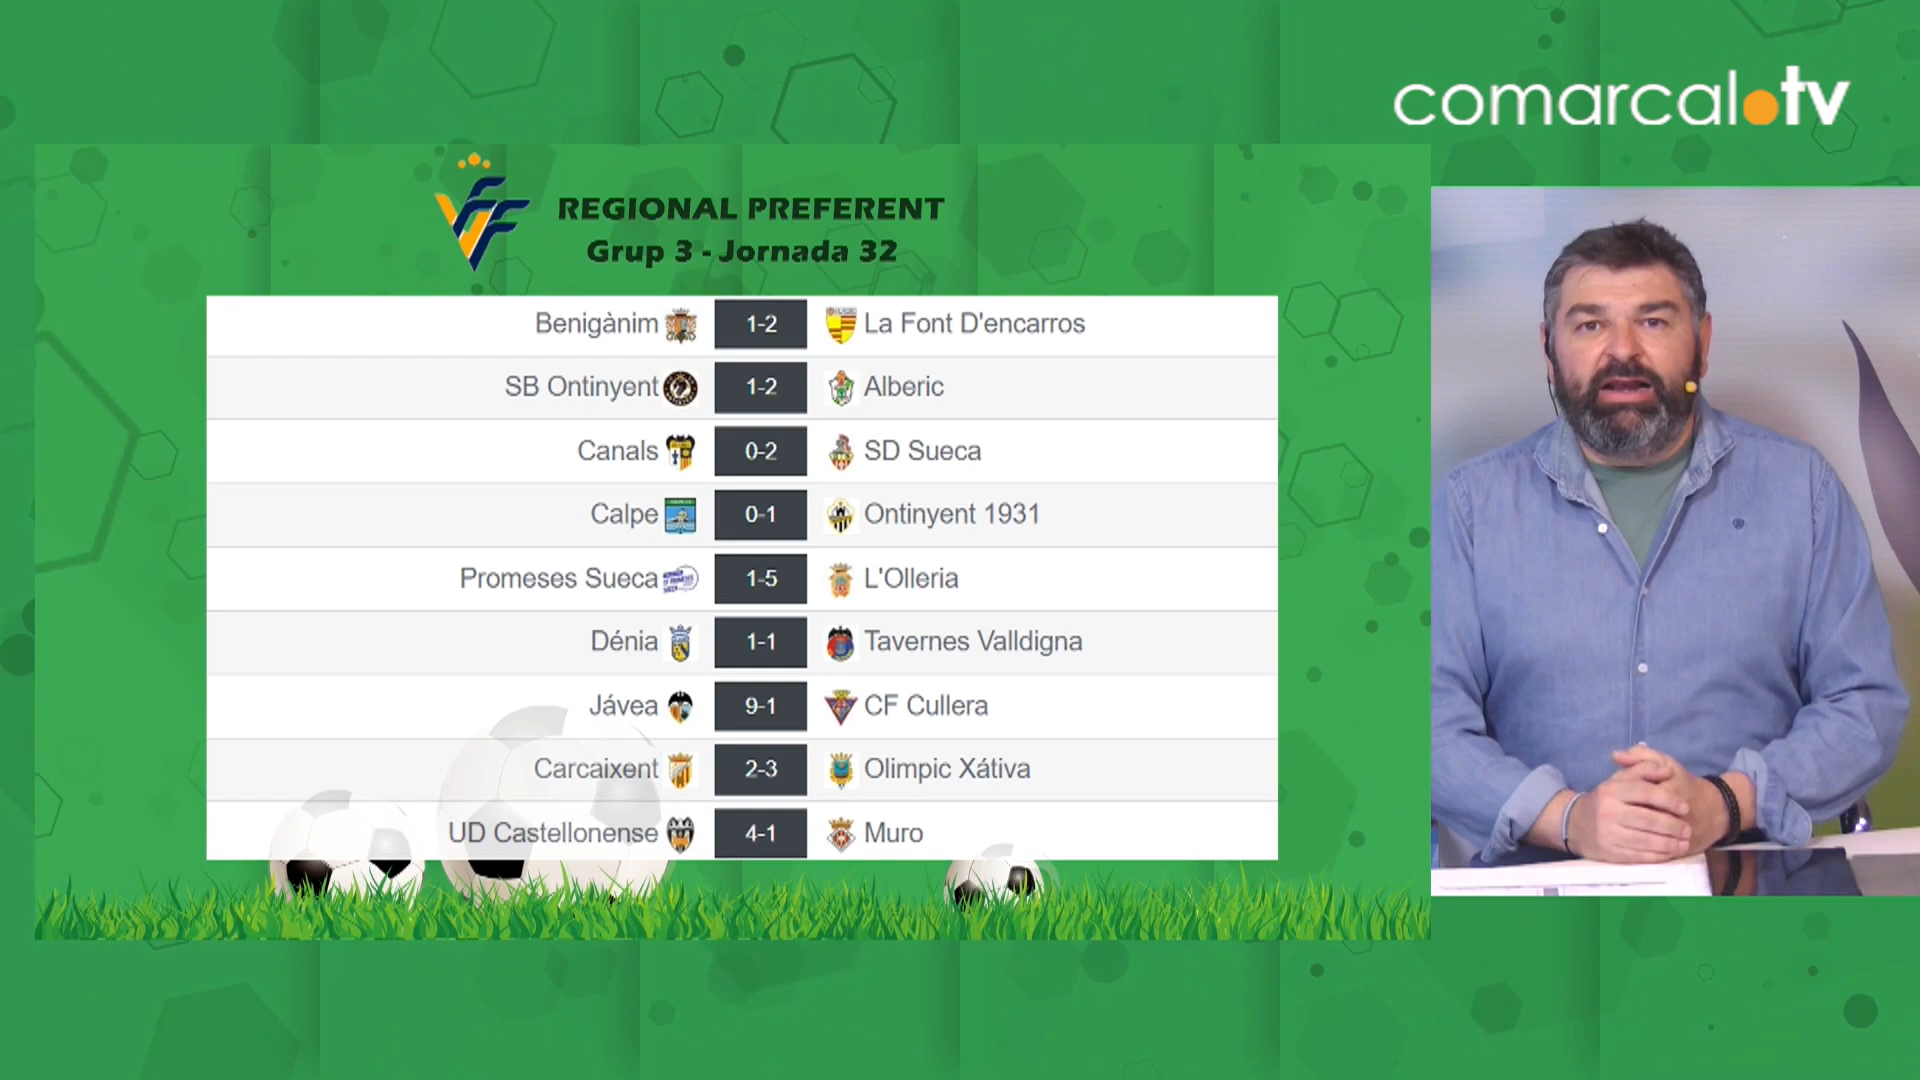 comarcal.tv
REGIONAL PREFERENT
Grup 3 - Jornada 32
Benigànim 1-2 La Font D'encarros
SB Ontinyent 1-2 Alberic
Canals 0-2 SD Sueca
Calpe 0-1 Ontinyent 1931
Promeses Sueca 1-5 L'Olleria
Dénia 1-1 Tavernes Valldigna
Jávea 9-1 CF Cullera
Carcaixent 2-3 Olimpic Xátiva
UD Castellonense 4-1 Muro